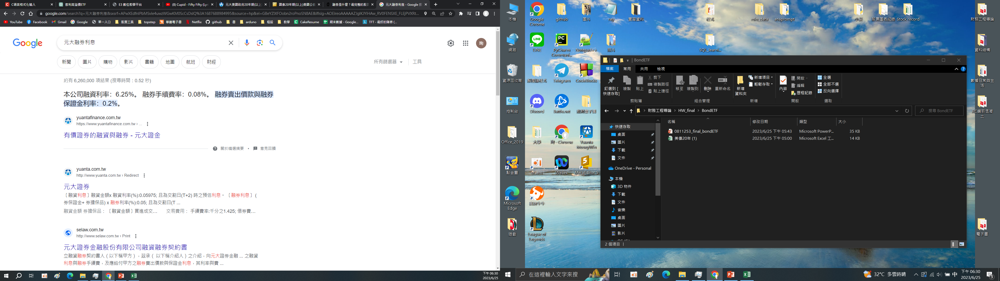 C语言格式化输入
套利高溢價ETF
E3 數位教學平台
(8) Cupid - Fifty Fifty (Lyri
元大美國政府20年期(以上)
國泰20年期(以上)美國公債
融券是什麼？最完整的股
元大融券利息 - Google 搜
google.com/search?q=元大融券利息
YouTube
Facebook
Gmail
Google
單一入口
股票工具
topstep
華藝電子書
Netflix
github
書
arduno
程設
教學
CakeResume
期末數據 - Google...
TFT - 最好的陣容 (...
Google
元大融券利息
珣
新聞
圖片
購物
影片
書籍
地圖
航班
財經
所有篩選器
工具
約有 6,260,000 項結果 (搜尋時間：0.52 秒)
本公司融資利率：6.25%。 融券手續費率：0.08%。 融券賣出價款與融券
保證金利率：0.2%。
yuantafinance.com.tw
https://www.yuantafinance.com.tw › ...
有價證券的融資與融券 - 元大證金
關於精選摘要 • 意見回饋
yuanta.com.tw
http://www.yuanta.com.tw › Redirect
元大證券
〔融資利息〕融資金額x 融資利率(%):0.05975; 且為交割日(T+2) 時之預估利息。〔融券利息〕 (
券保證金+ 券擔保品) x 融券利率(%):0.05; 且為交割日(T ...
融資金額 券擔保品： 〔融資金額〕買進成交...
交易費用： 手續費率:千分之1.425; 借券費...
selaw.com.tw
http://www.selaw.com.tw › Print
元大證券金融股份有限公司融資融券契約書
立融資融券契約書人（以下稱甲方），茲承（以下稱介紹人）之介紹，向元大證券金融 ... 之融資
利息與融券手續費，及應給付甲方之融券賣出價款與保證金利息，其利率與費 ...
下午 06:30
2023/6/25
本機
網路
資源回收筒
控制台
Office_2019
點金靈
Microsoft
Edge
遊戲
Google
Chrome
LINE
解壓縮程式
Discord
大學
oCam
富途牛牛
League of
Legends
github
PyCharm
Communi...
Telegram
Battle.net
珣 - Chrome
Webex
圖片
Notepad++
CodeBlocks
散財童子團
Yuanta
MoneyWin
MetaEditor 5
ray
照片
實習資料
程式
SQL_learni...
mih_data
anaprompt
小安
股票圖表紀錄
Stock record
財務工程導論
資料結構
數據日常與生
活
RC鋼筋混凝
土
電子書
BondETF
檔案
常用
共用
檢視
釘選到 [
快速存取]
複製
貼上
剪下
複製路徑
貼上捷徑
剪貼簿
移至
複製到
刪除
重新命名
組合管理
新增
資料夾
新增項目
輕鬆存取
新增
內容
開啟
編輯
歷程記錄
開啟
全選
全部不選
反向選擇
選取
財務工程導論 › HW_final › BondETF
搜尋 BondETF
名稱
修改日期
類型
大小
0811253_final_bondETF
2023/6/25 下午 05:43
Microsoft PowerP...
35 KB
美債20年 (1)
2023/6/25 下午 05:00
Microsoft Excel 工...
14 KB
快速存取
桌面
圖片
下載
文件
OneDrive - Personal
本機
3D 物件
下載
文件
音樂
桌面
圖片
影片
OS (C:)
2 個項目
在這裡輸入文字來搜
32°C 多雲時晴
中
下午 06:30
2023/6/25
3